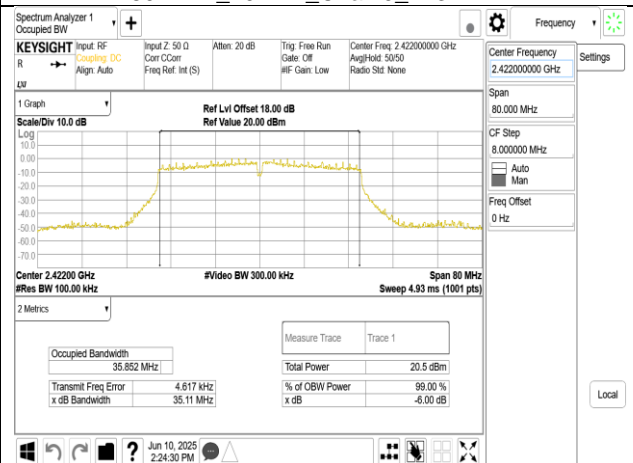 Spectrum Analyzer 1
Occupied BW
Frequency
KEYSIGHT
R
LXI
Input: RF
Coupling: DC
Align: Auto
Input Z: 50 Ω
Corr CCorr
Freq Ref: Int (S)
Atten: 20 dB
Trig: Free Run
Gate: Off
#IF Gain: Low
Center Freq: 2.422000000 GHz
Avg|Hold: 50/50
Radio Std: None
Center Frequency
2.422000000 GHz
Settings
Span
80.000 MHz
CF Step
8.000000 MHz
Auto
Man
Freq Offset
0 Hz
Local
1 Graph
Scale/Div 10.0 dB
Ref Lvl Offset 18.00 dB
Ref Value 20.00 dBm
Log
10.0
0.00
-10.0
-20.0
-30.0
-40.0
-50.0
-60.0
-70.0
Center 2.42200 GHz
#Video BW 300.00 kHz
Span 80 MHz
#Res BW 100.00 kHz
Sweep 4.93 ms (1001 pts)
2 Metrics
Measure Trace
Trace 1
Occupied Bandwidth
35.852 MHz
Total Power
20.5 dBm
Transmit Freq Error
4.617 kHz
% of OBW Power
99.00 %
x dB Bandwidth
35.11 MHz
x dB
-6.00 dB
?
Jun 10, 2025
2:24:30 PM